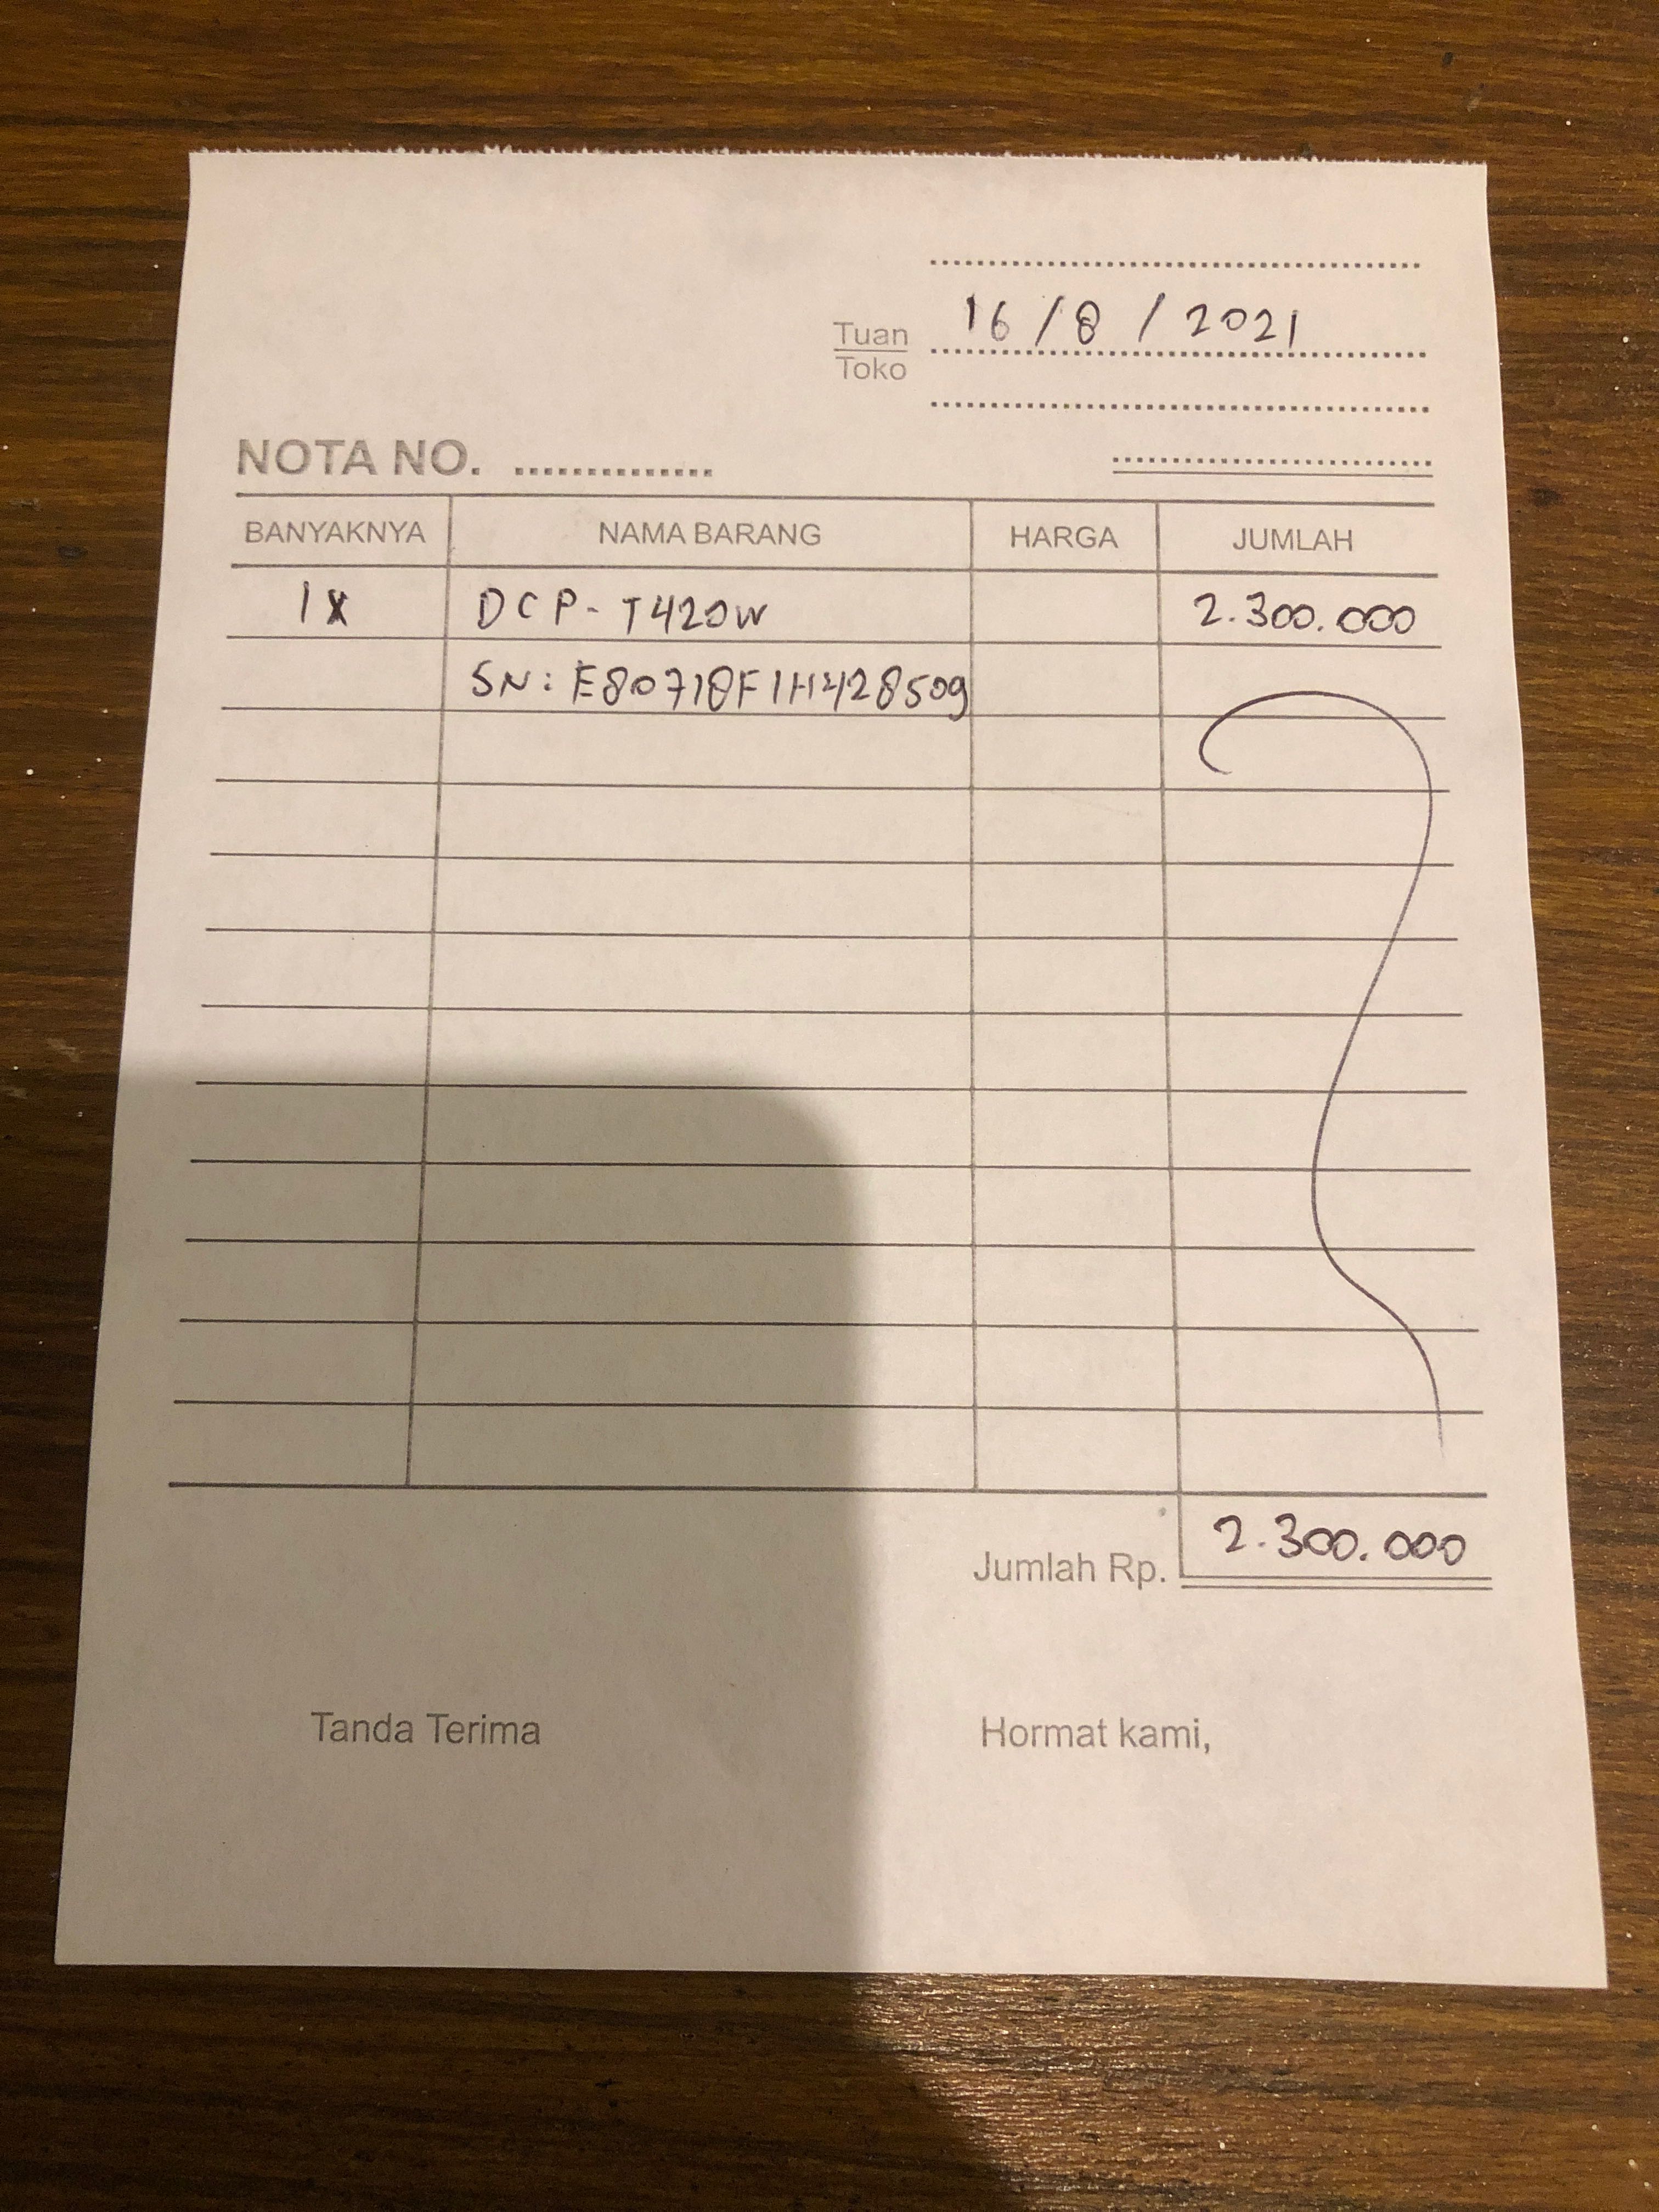 16/8/2021
Tuan
Toko
NOTA NO.
BANYAKNYA NAMA BARANG HARGA JUMLAH
1x DCP-T420W 2.300.000
SN: E80718F1H428509
Jumlah Rp. 2.300.000
Tanda Terima Hormat kami,